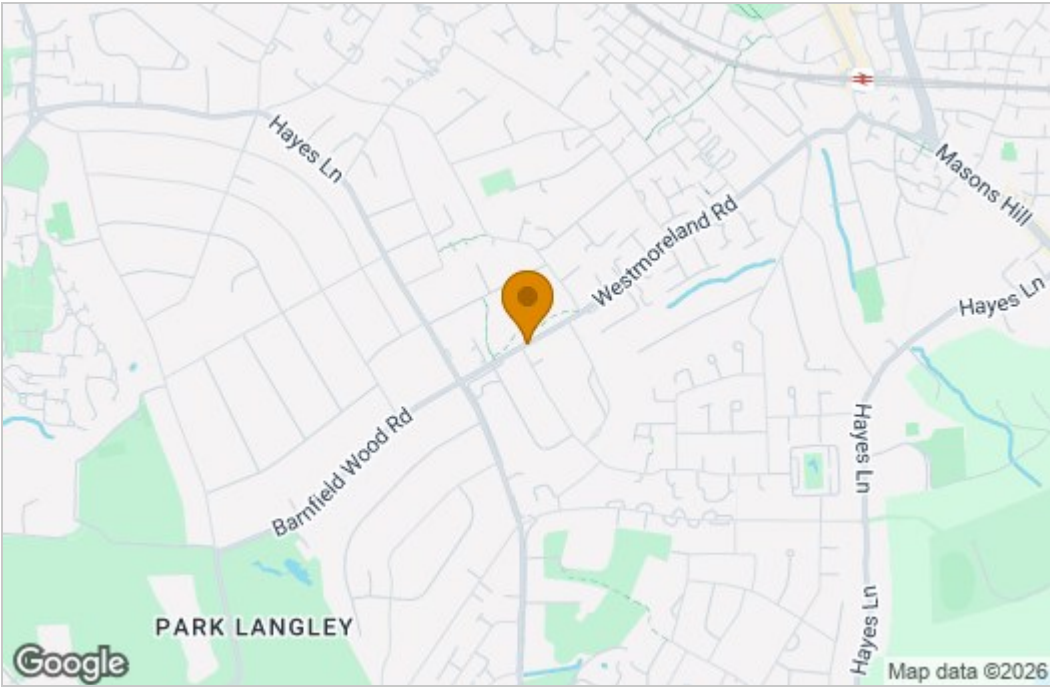 Hayes Ln
Masons Hill
Westmoreland Rd
Hayes Ln
Barnfield Wood Rd
Hayes Ln
PARK LANGLEY
Hayes Ln
Google
Map data ©2026